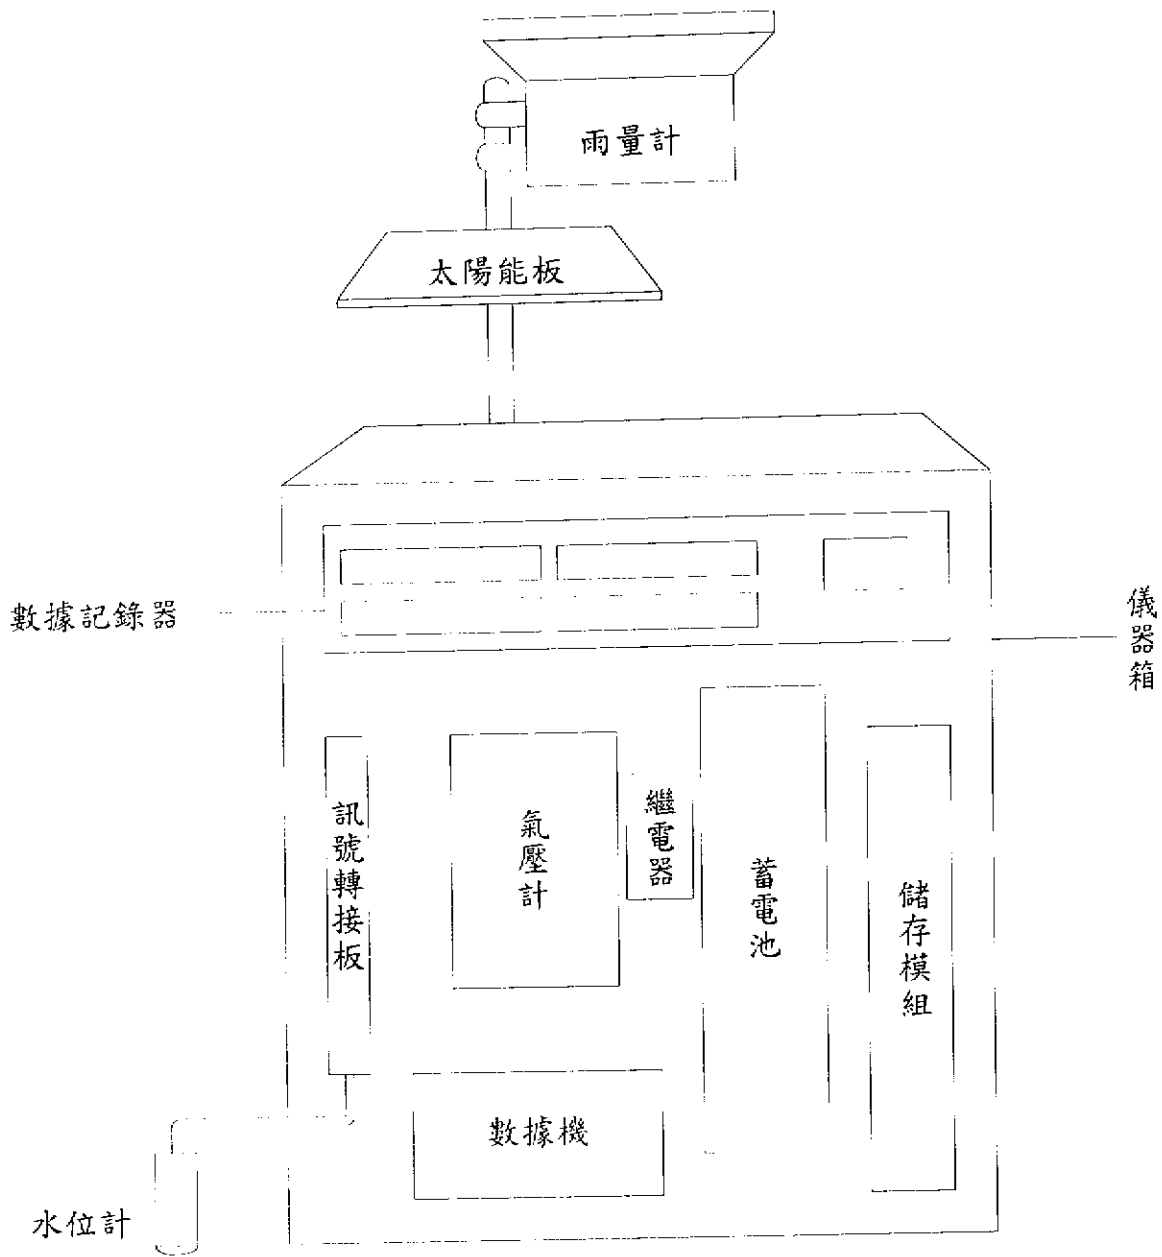 雨量計
太陽能板
數據記錄器
儀器箱
訊號轉接板
氣壓計
繼電器
蓄電池
儲存模組
數據機
水位計